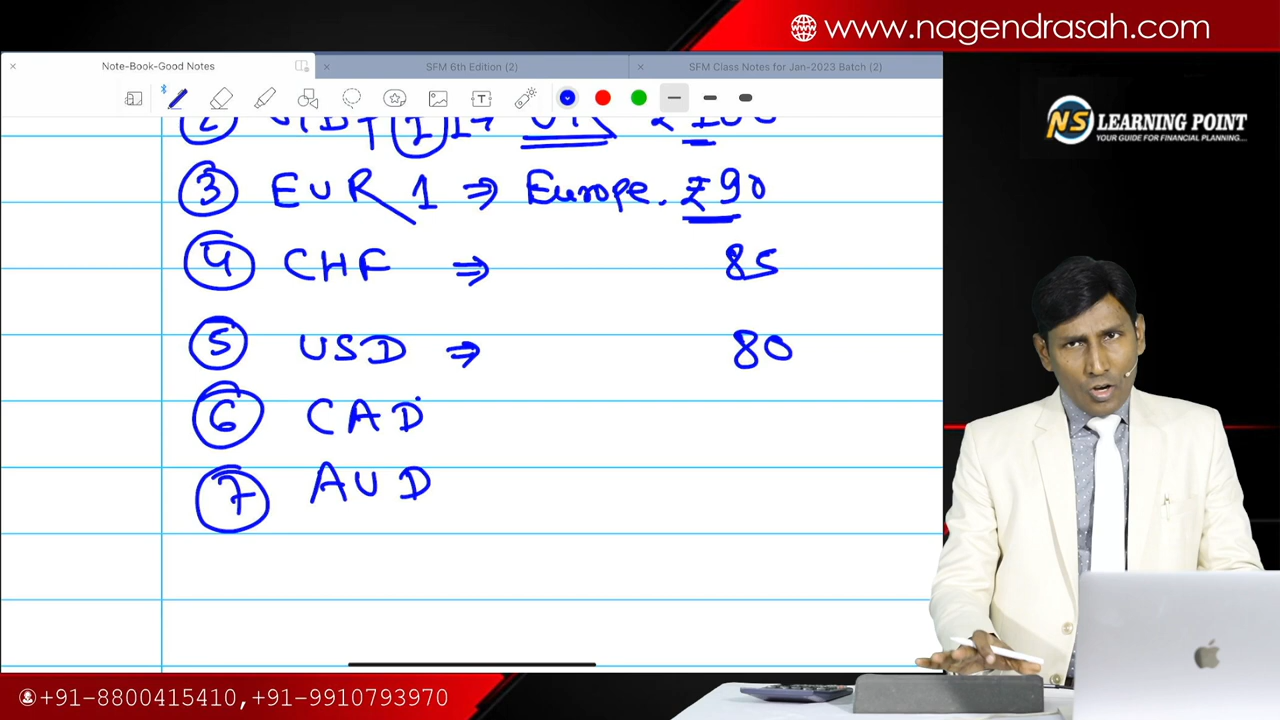 www.nagendrasah.com
Note-Book-Good Notes
SFM 6th Edition (2)
SFM Class Notes for Jan-2023 Batch (2)
NS LEARNING POINT
YOUR GUIDE FOR FINANCIAL PLANNING....
③ EUR 1 ⇒ Europe. ₹90
④ CHF ⇒ 85
⑤ USD ⇒ 80
⑥ CAD
⑦ AUD
+91-8800415410,+91-9910793970